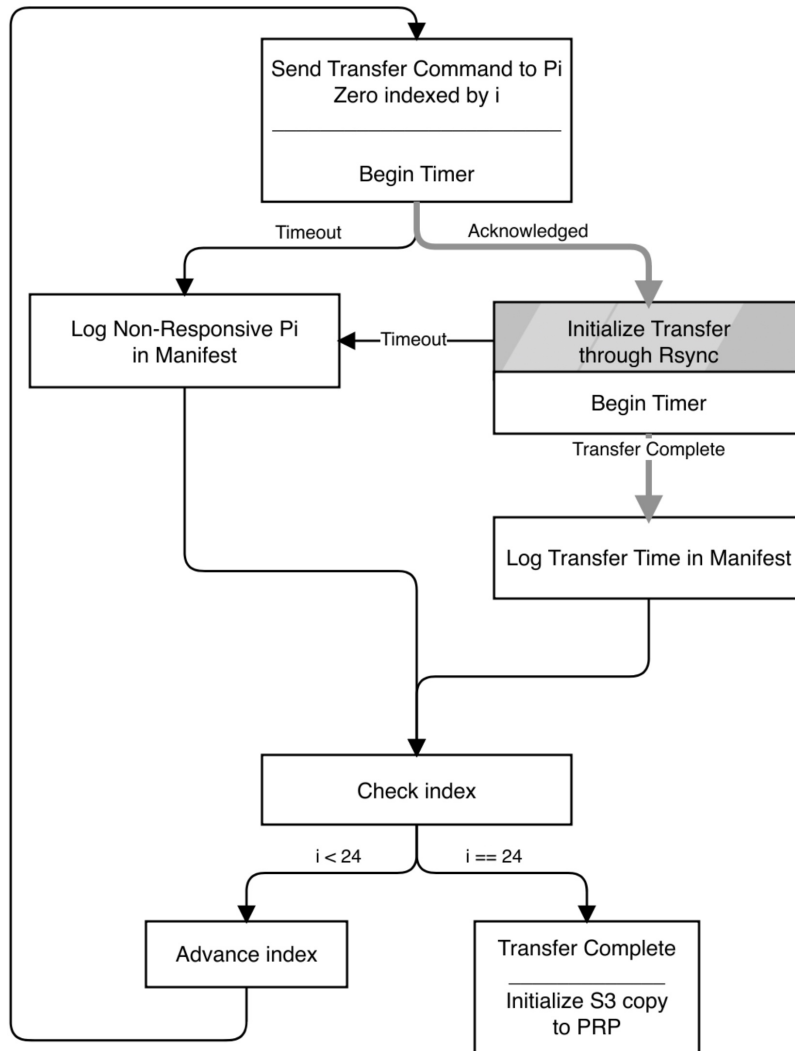 Send Transfer Command to Pi
Zero indexed by i
Begin Timer
Timeout
Acknowledged
Log Non-Responsive Pi
in Manifest
Timeout
Initialize Transfer
through Rsync
Begin Timer
Transfer Complete
Log Transfer Time in Manifest
Check index
i < 24
i == 24
Advance index
Transfer Complete
Initialize S3 copy
to PRP